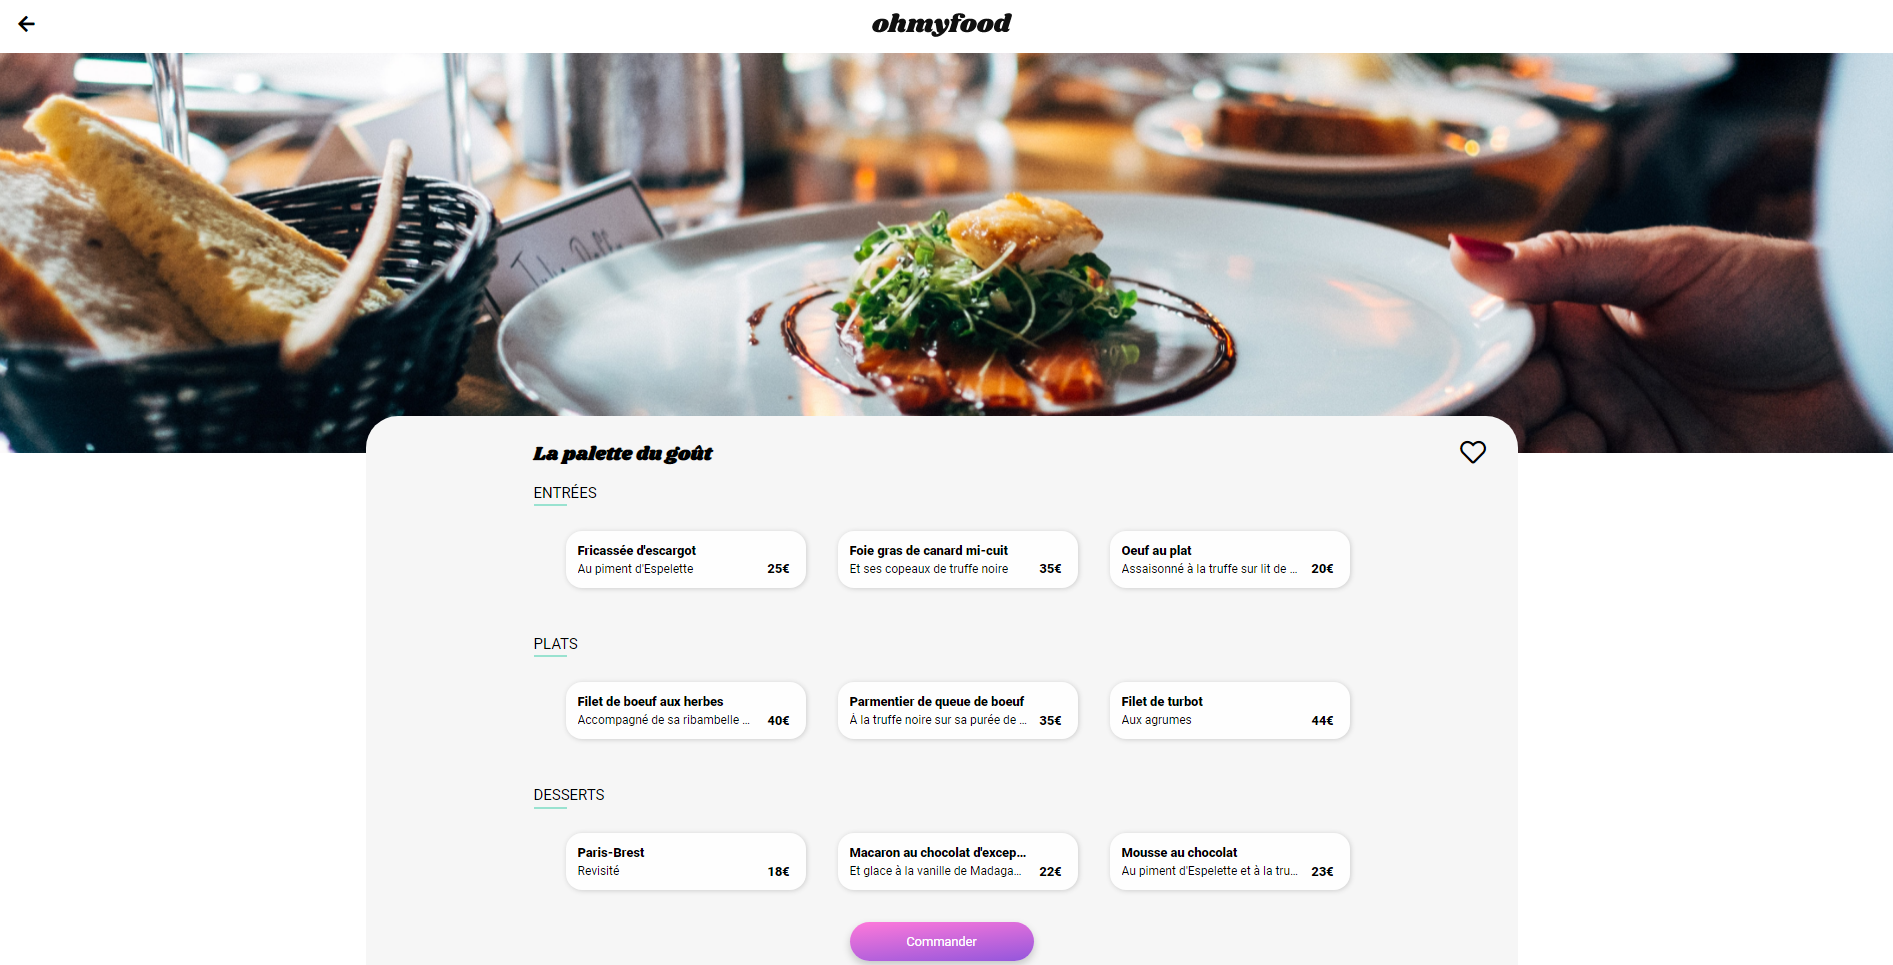 ohmyfood
La palette du goût
ENTRÉES
Fricassée d'escargot
Au piment d'Espelette 25€
Foie gras de canard mi-cuit
Et ses copeaux de truffe noire 35€
Oeuf au plat
Assaisonné à la truffe sur lit de ... 20€
PLATS
Filet de boeuf aux herbes
Accompagné de sa ribambelle ... 40€
Parmentier de queue de boeuf
À la truffe noire sur sa purée de ... 35€
Filet de turbot
Aux agrumes 44€
DESSERTS
Paris-Brest
Revisité 18€
Macaron au chocolat d'excep...
Et glace à la vanille de Madaga... 22€
Mousse au chocolat
Au piment d'Espelette et à la tru... 23€
Commander